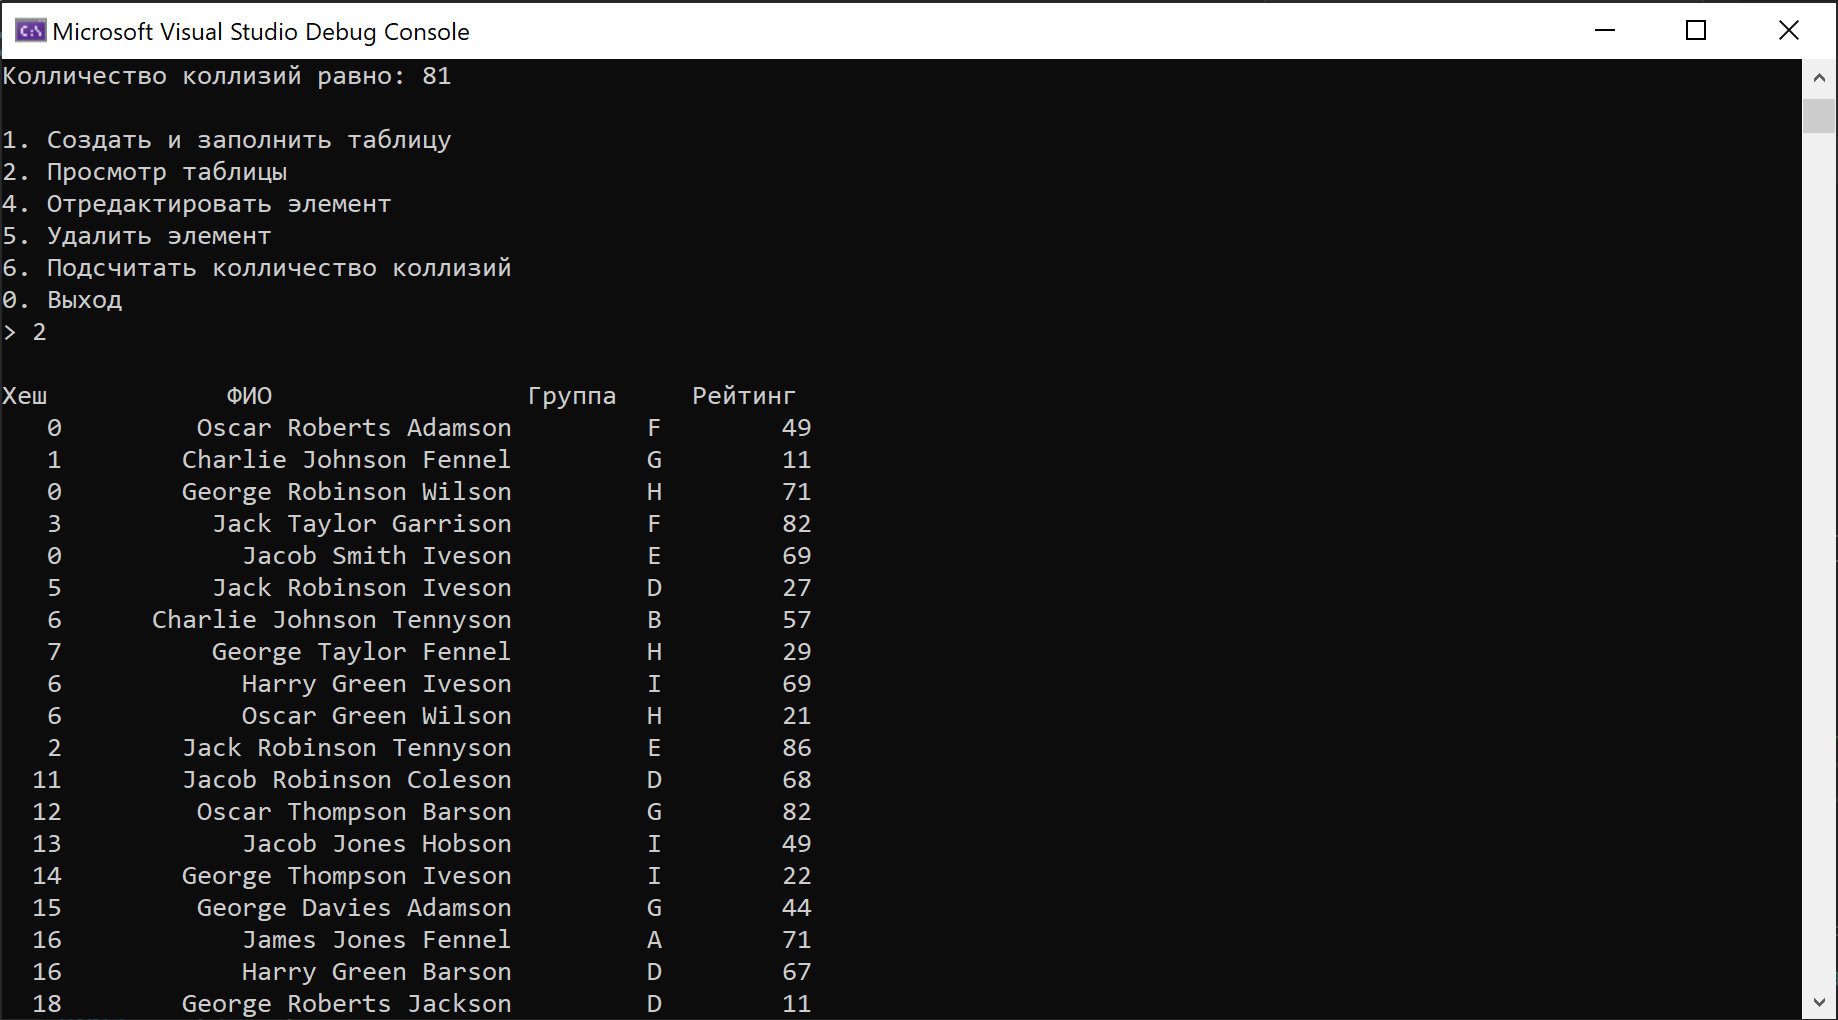 Microsoft Visual Studio Debug Console
Колличество коллизий равно: 81
1. Создать и заполнить таблицу
2. Просмотр таблицы
4. Отредактировать элемент
5. Удалить элемент
6. Подсчитать колличество коллизий
0. Выход
> 2
Хеш ФИО Группа Рейтинг
0 Oscar Roberts Adamson F 49
1 Charlie Johnson Fennel G 11
0 George Robinson Wilson H 71
3 Jack Taylor Garrison F 82
0 Jacob Smith Iveson E 69
5 Jack Robinson Iveson D 27
6 Charlie Johnson Tennyson B 57
7 George Taylor Fennel H 29
6 Harry Green Iveson I 69
6 Oscar Green Wilson H 21
2 Jack Robinson Tennyson E 86
11 Jacob Robinson Coleson D 68
12 Oscar Thompson Barson G 82
13 Jacob Jones Hobson I 49
14 George Thompson Iveson I 22
15 George Davies Adamson G 44
16 James Jones Fennel A 71
16 Harry Green Barson D 67
18 George Roberts Jackson D 11